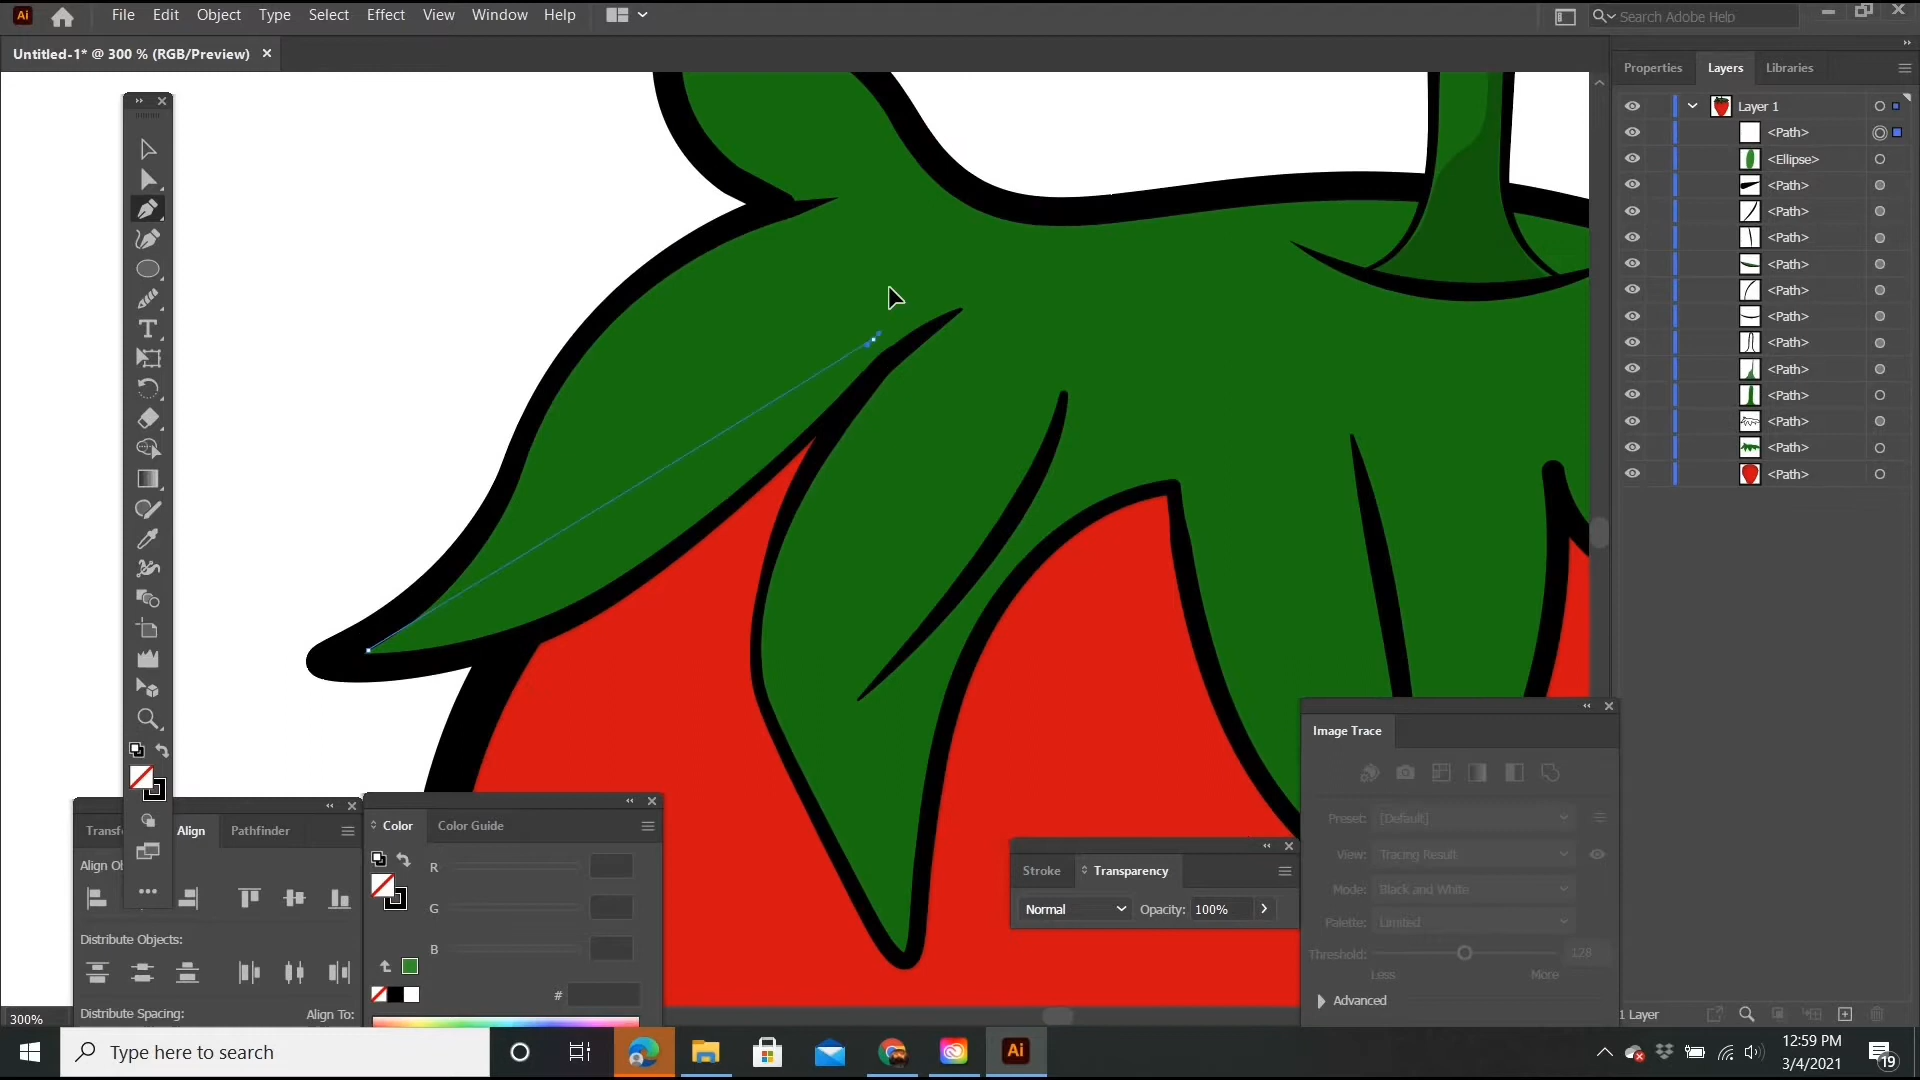 Ai File Edit Object Type Select Effect View Window Help Search Adobe Help
Untitled-1* @ 300 % (RGB/Preview)
Properties Layers Libraries
Layer 1
<Path>
<Ellipse>
<Path>
<Path>
<Path>
<Path>
<Path>
<Path>
<Path>
<Path>
<Path>
<Path>
<Path>
<Path>
Image Trace
Preset: [Default]
View: Tracing Result
Mode: Black and White
Palette: Limited
Threshold: 128
Less More
Advanced
Align Pathfinder
Distribute Objects:
Distribute Spacing: Align To:
Color Color Guide
R
G
B
#
Stroke Transparency
Normal Opacity: 100%
300%
1 Layer
Type here to search
Ai
12:59 PM
3/4/2021
19